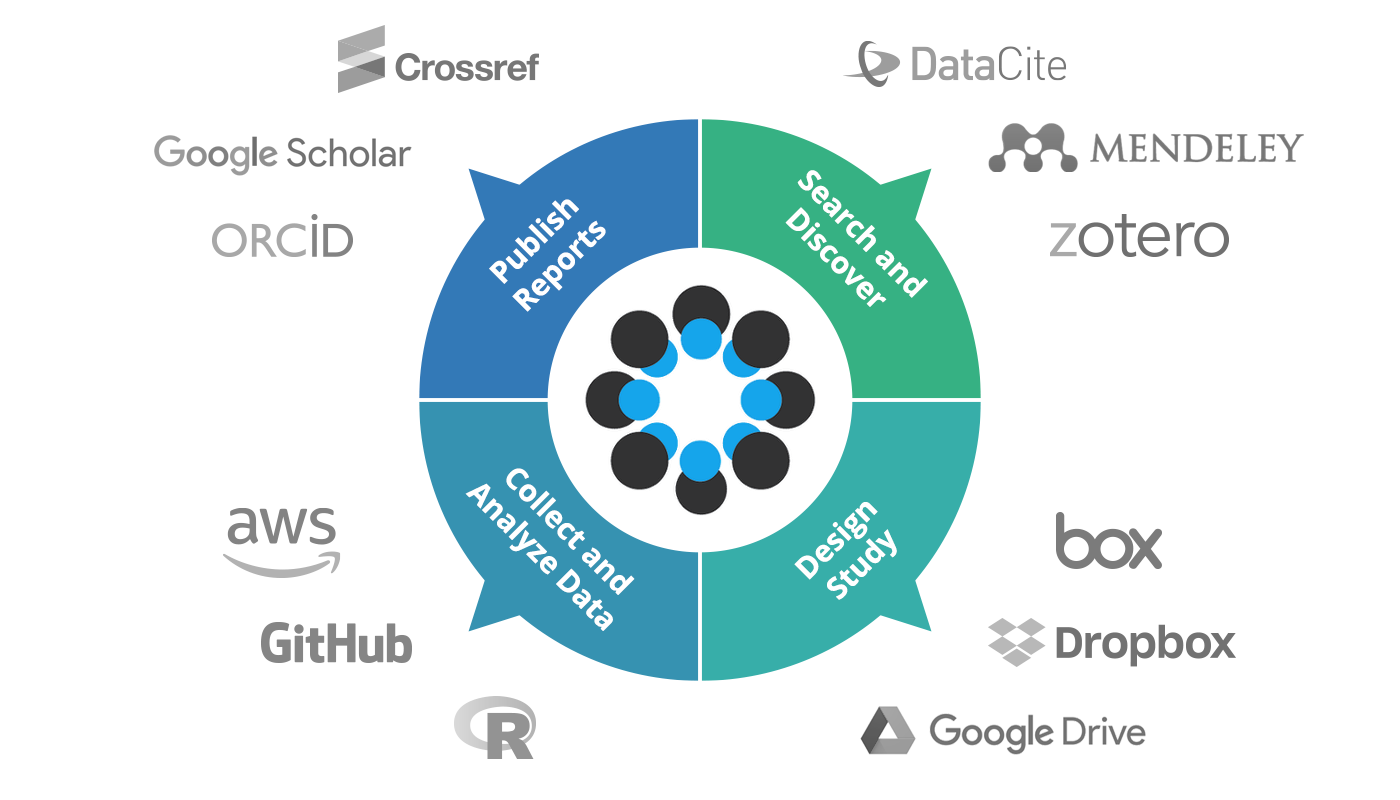 Crossref
DataCite
Google Scholar
MENDELEY
ORCiD
zotero
Publish
Reports
Search and
Discover
Collect and
Analyze Data
Design
Study
aws
box
GitHub
Dropbox
R
Google Drive